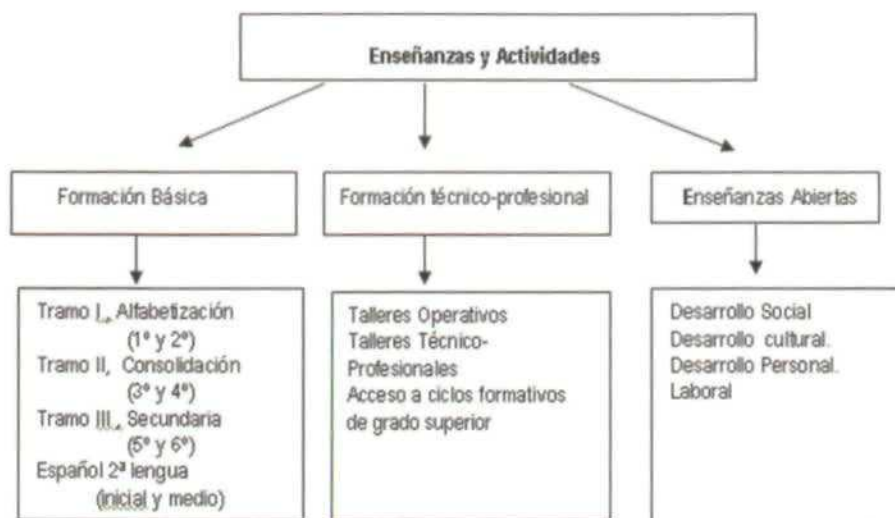 Enseñanzas y Actividades
Formación Básica
Formación técnico-profesional
Enseñanzas Abiertas
Tramo I, Alfabetización
(1º y 2º)
Tramo II, Consolidación
(3º y 4º)
Tramo III, Secundaria
(5º y 6º)
Español 2ª lengua
(inicial y medio)
Talleres Operativos
Talleres Técnico-
Profesionales
Acceso a ciclos formativos
de grado superior
Desarrollo Social
Desarrollo cultural.
Desarrollo Personal.
Laboral